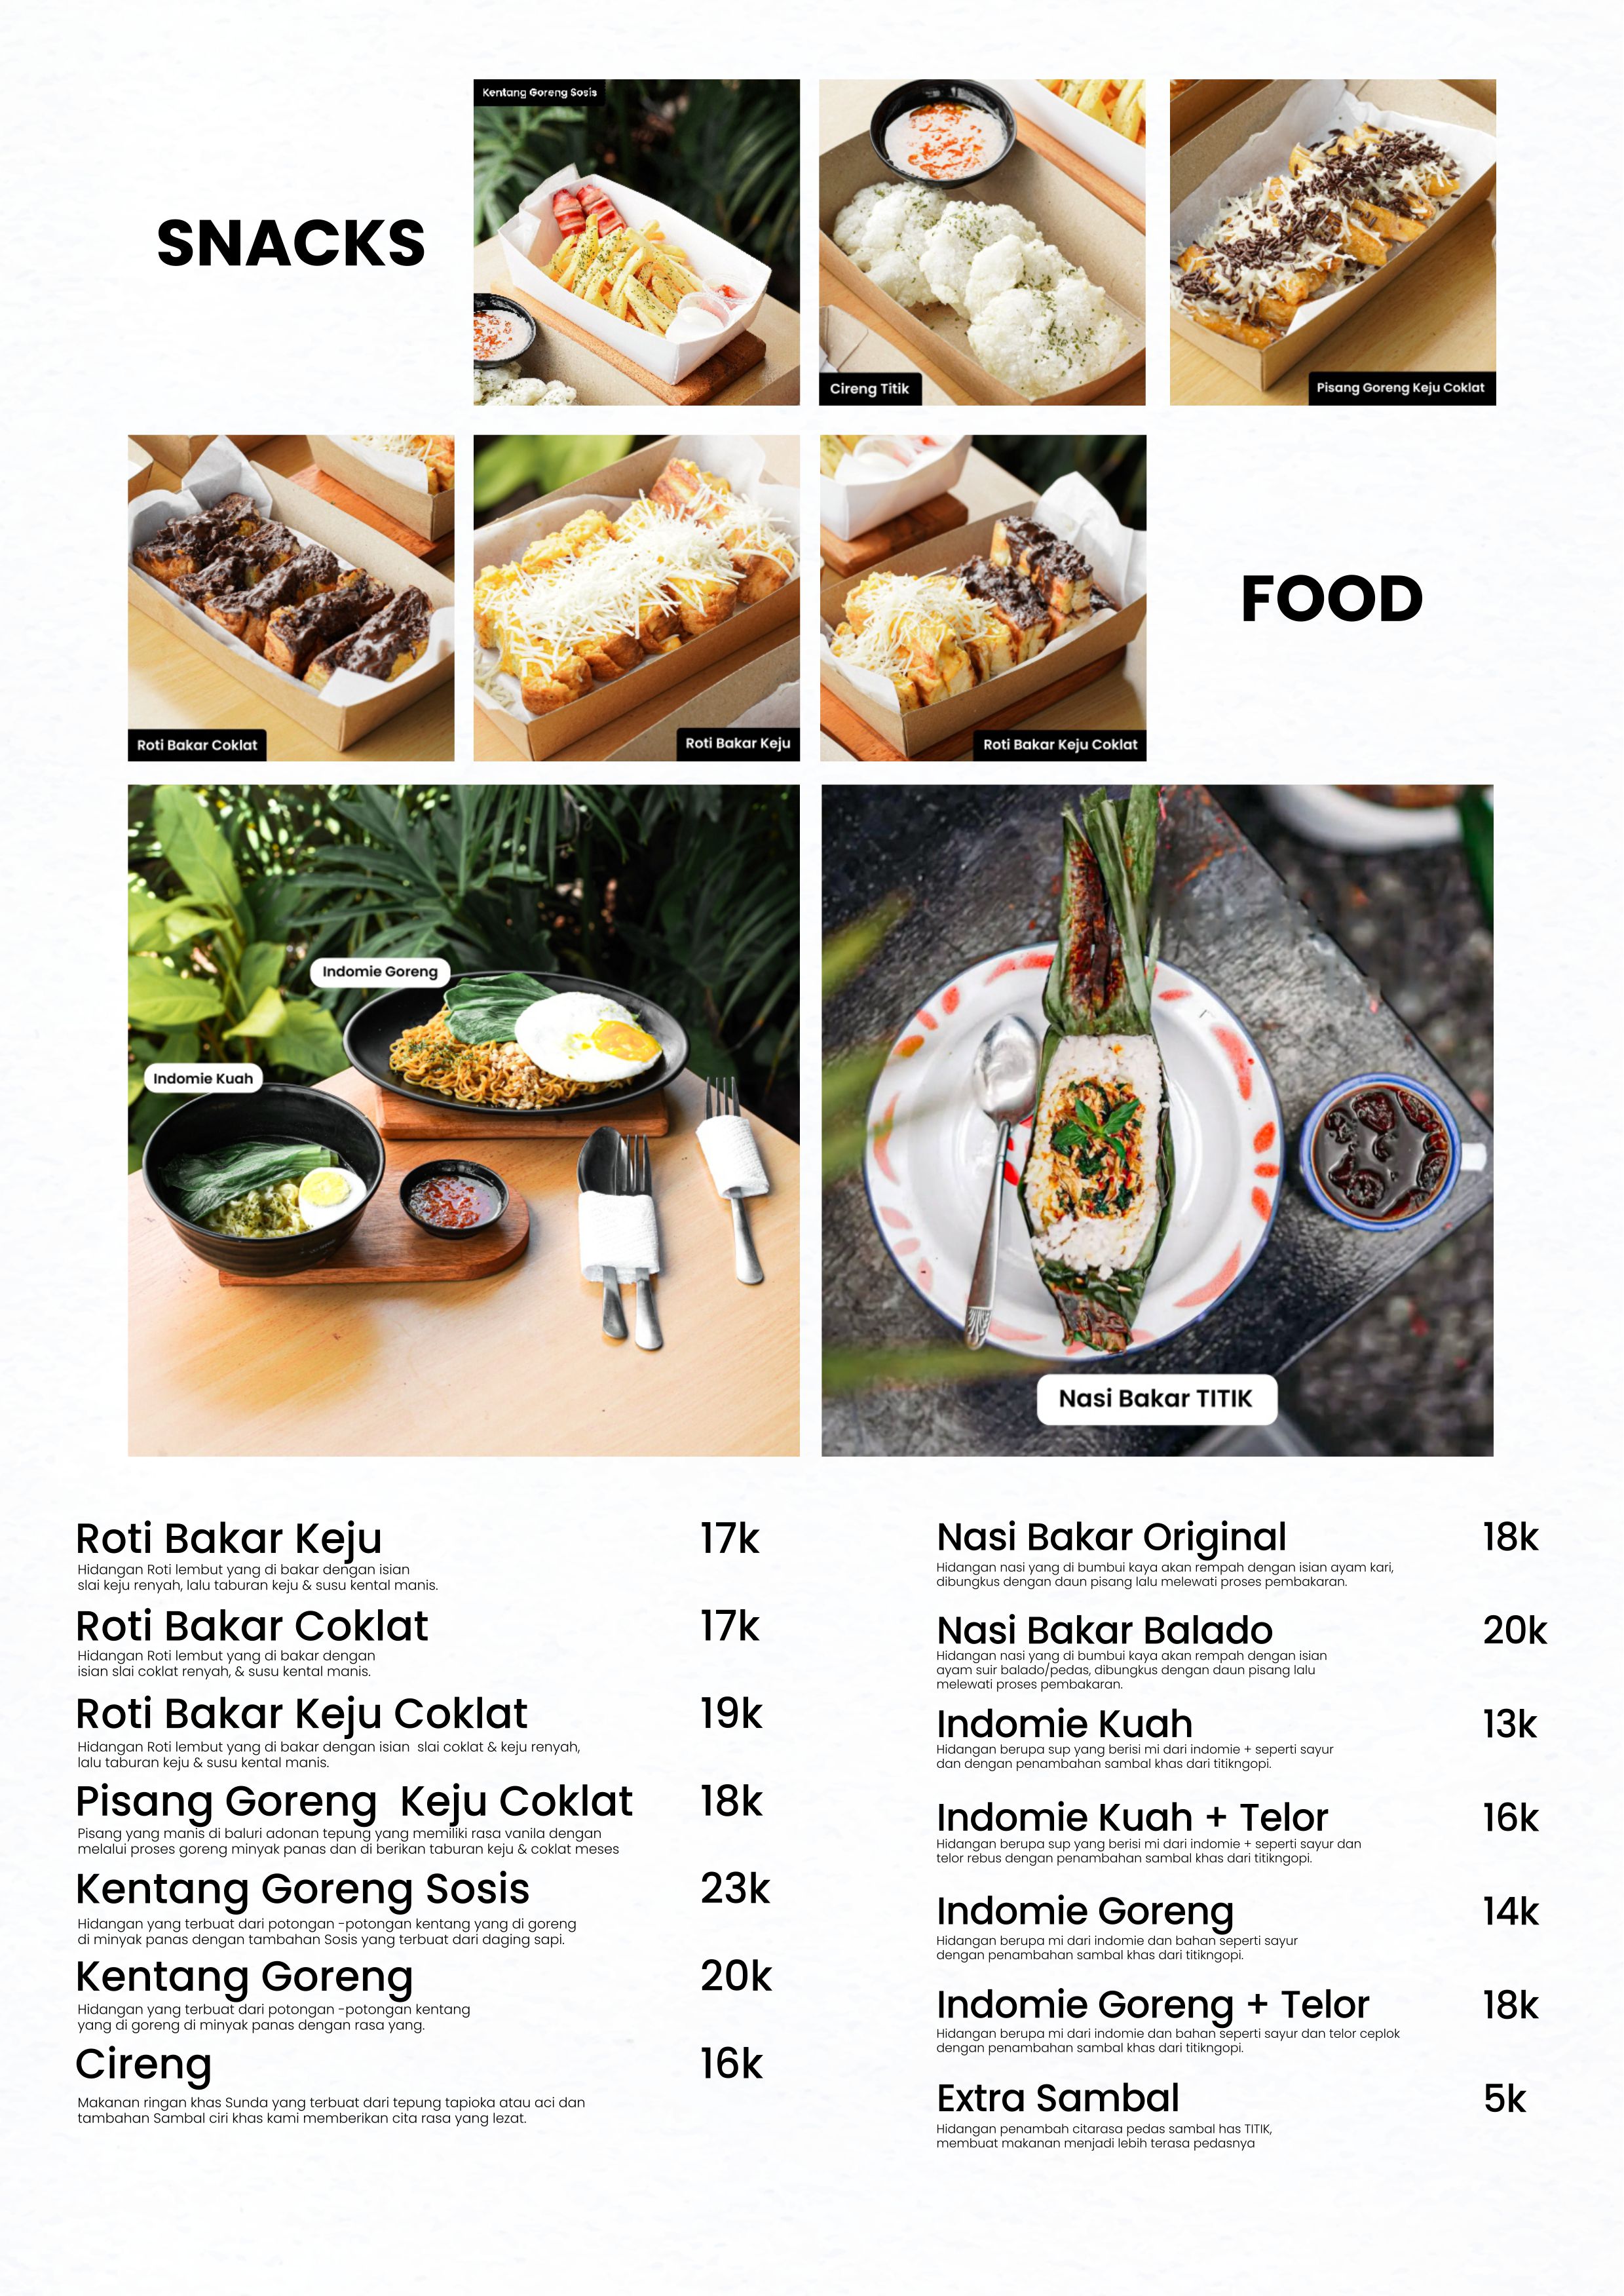 SNACKS
Kentang Goreng Sosis
Cireng Titik
Pisang Goreng Keju Coklat
Roti Bakar Coklat
Roti Bakar Keju
Roti Bakar Keju Coklat
FOOD
Indomie Goreng
Indomie Kuah
Nasi Bakar TITIK
Roti Bakar Keju 17k
Hidangan Roti lembut yang di bakar dengan isian
slai keju renyah, lalu taburan keju & susu kental manis.
Roti Bakar Coklat 17k
Hidangan Roti lembut yang di bakar dengan
isian slai coklat renyah, & susu kental manis.
Roti Bakar Keju Coklat 19k
Hidangan Roti lembut yang di bakar dengan isian  slai coklat & keju renyah,
lalu taburan keju & susu kental manis.
Pisang Goreng  Keju Coklat 18k
Pisang yang manis di baluri adonan tepung yang memiliki rasa vanila dengan
melalui proses goreng minyak panas dan di berikan taburan keju & coklat meses
Kentang Goreng Sosis 23k
Hidangan yang terbuat dari potongan -potongan kentang yang di goreng
di minyak panas dengan tambahan Sosis yang terbuat dari daging sapi.
Kentang Goreng 20k
Hidangan yang terbuat dari potongan -potongan kentang
yang di goreng di minyak panas dengan rasa yang.
Cireng 16k
Makanan ringan khas Sunda yang terbuat dari tepung tapioka atau aci dan
tambahan Sambal ciri khas kami memberikan cita rasa yang lezat.
Nasi Bakar Original 18k
Hidangan nasi yang di bumbui kaya akan rempah dengan isian ayam kari,
dibungkus dengan daun pisang lalu melewati proses pembakaran.
Nasi Bakar Balado 20k
Hidangan nasi yang di bumbui kaya akan rempah dengan isian
ayam suir balado/pedas, dibungkus dengan daun pisang lalu
melewati proses pembakaran.
Indomie Kuah 13k
Hidangan berupa sup yang berisi mi dari indomie + seperti sayur
dan dengan penambahan sambal khas dari titikngopi.
Indomie Kuah + Telor 16k
Hidangan berupa sup yang berisi mi dari indomie + seperti sayur dan
telor rebus dengan penambahan sambal khas dari titikngopi.
Indomie Goreng 14k
Hidangan berupa mi dari indomie dan bahan seperti sayur
dengan penambahan sambal khas dari titikngopi.
Indomie Goreng + Telor 18k
Hidangan berupa mi dari indomie dan bahan seperti sayur dan telor ceplok
dengan penambahan sambal khas dari titikngopi.
Extra Sambal 5k
Hidangan penambah citarasa pedas sambal has TITIK,
membuat makanan menjadi lebih terasa pedasnya